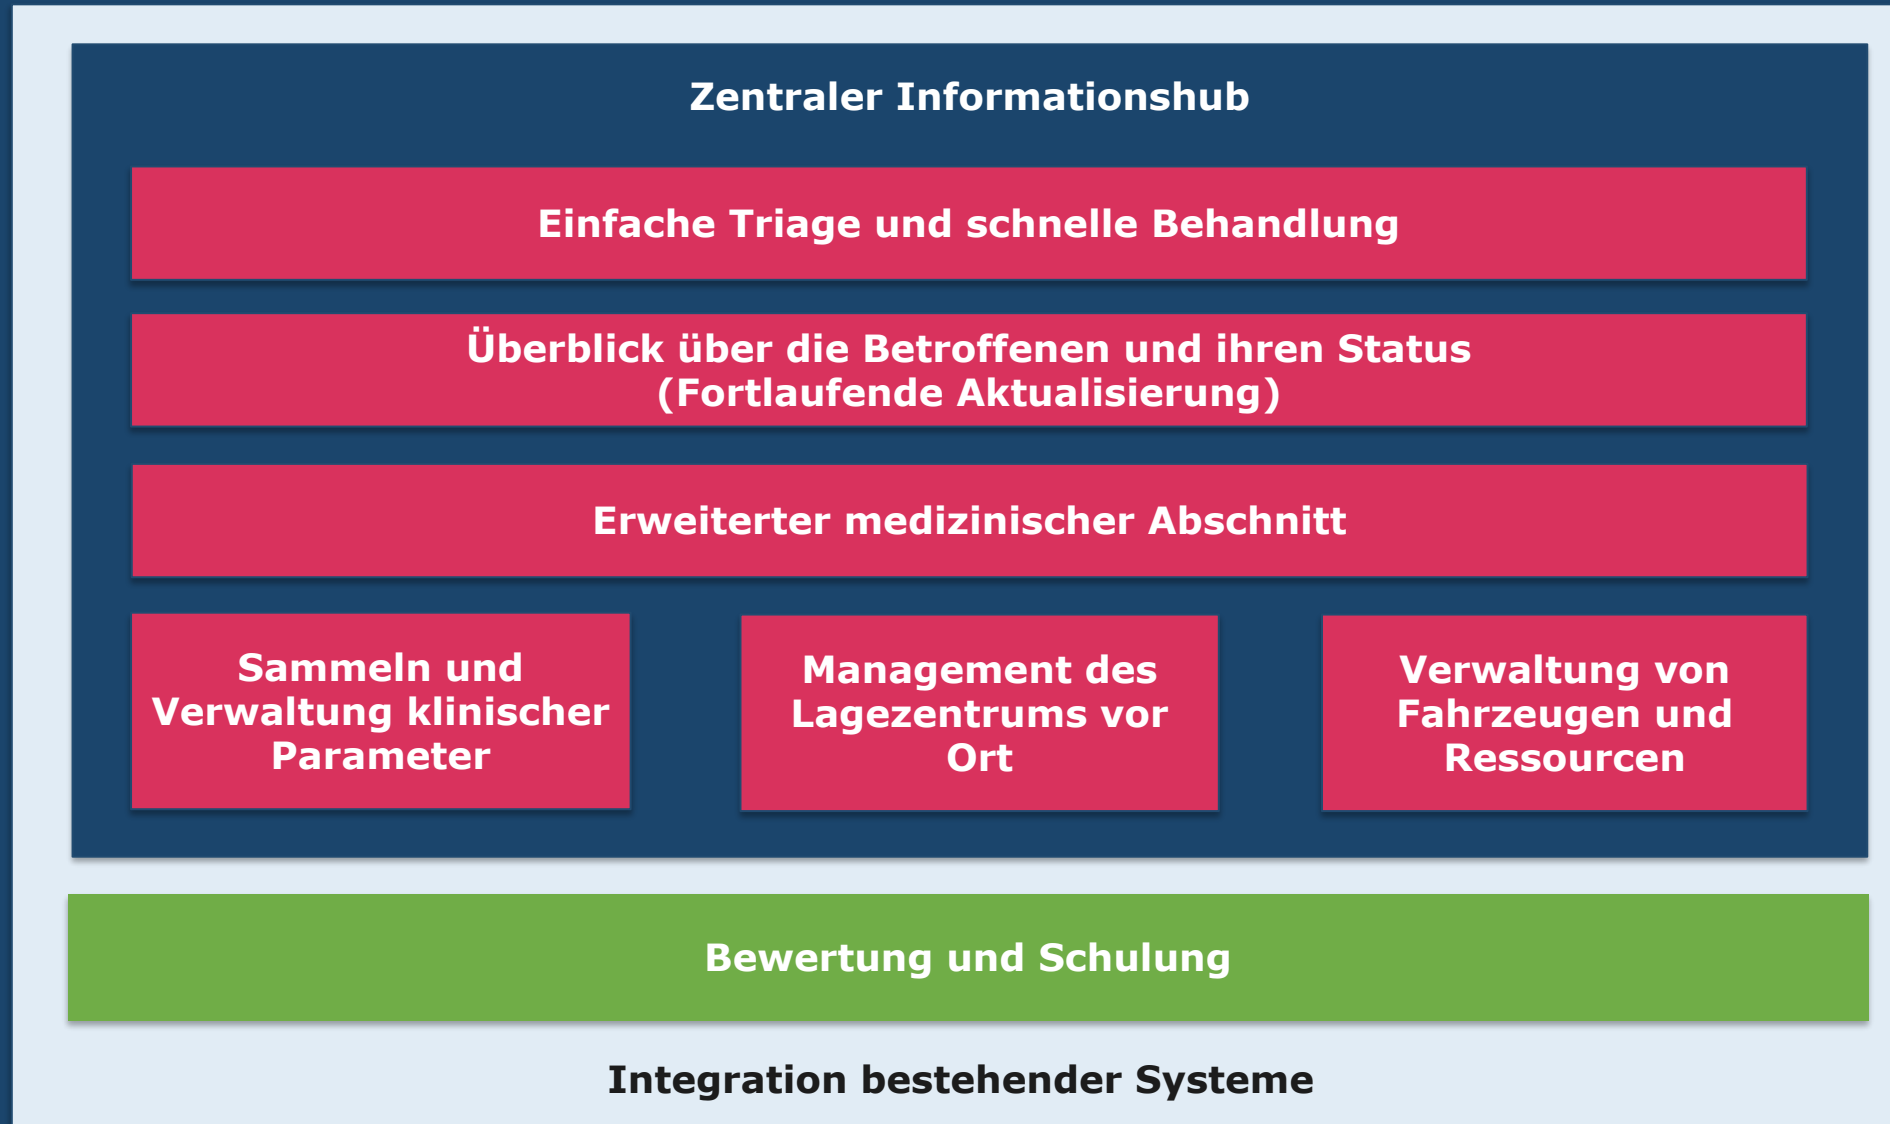 Zentraler Informationshub
Einfache Triage und schnelle Behandlung
Überblick über die Betroffenen und ihren Status
(Fortlaufende Aktualisierung)
Erweiterter medizinischer Abschnitt
Sammeln und
Verwaltung klinischer
Parameter
Management des
Lagezentrums vor
Ort
Verwaltung von
Fahrzeugen und
Ressourcen
Bewertung und Schulung
Integration bestehender Systeme